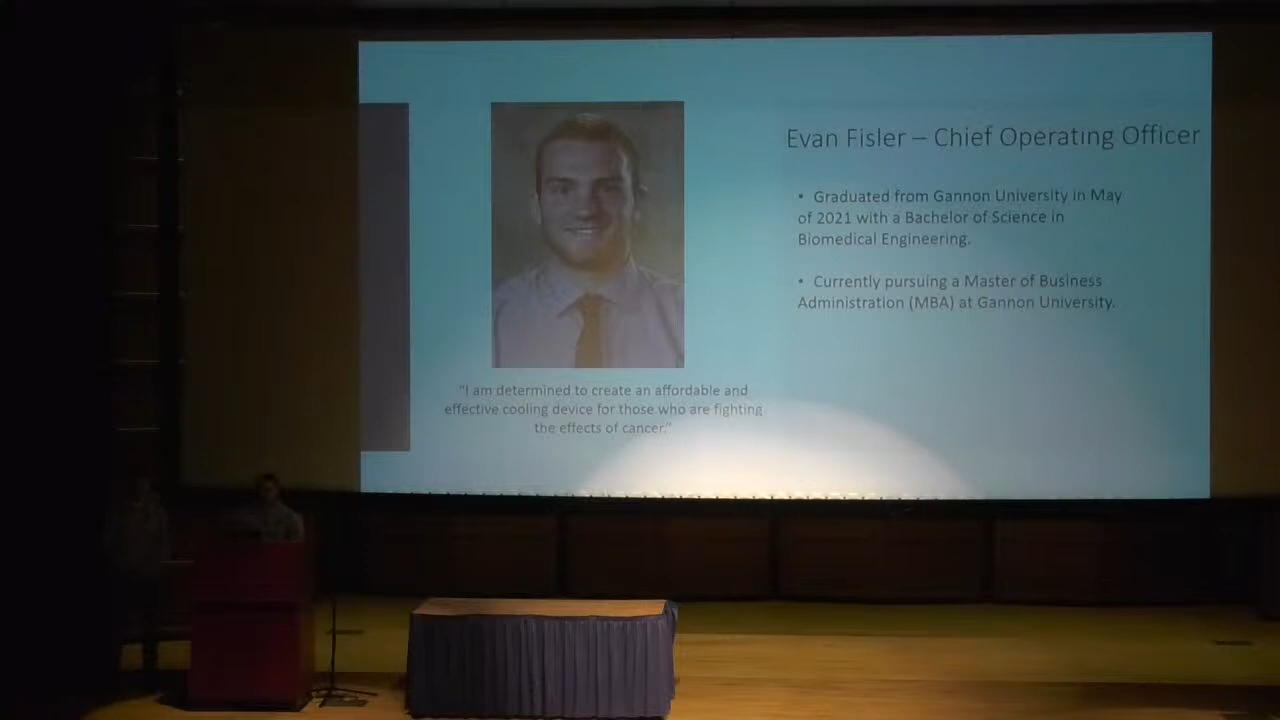 Evan Fisler – Chief Operating Officer
• Graduated from Gannon University in May
of 2021 with a Bachelor of Science in
Biomedical Engineering.
• Currently pursuing a Master of Business
Administration (MBA) at Gannon University.
"I am determined to create an affordable and
effective cooling device for those who are fighting
the effects of cancer."